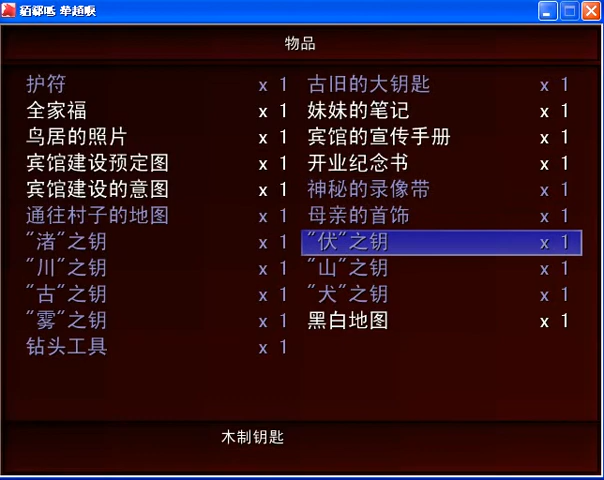 物品
护符 x 1 古旧的大钥匙 x 1
全家福 x 1 妹妹的笔记 x 1
鸟居的照片 x 1 宾馆的宣传手册 x 1
宾馆建设预定图 x 1 开业纪念书 x 1
宾馆建设的意图 x 1 神秘的录像带 x 1
通往村子的地图 x 1 母亲的首饰 x 1
"渚"之钥 x 1 "伏"之钥 x 1
"川"之钥 x 1 "山"之钥 x 1
"古"之钥 x 1 "犬"之钥 x 1
"雾"之钥 x 1 黑白地图 x 1
钻头工具 x 1
木制钥匙